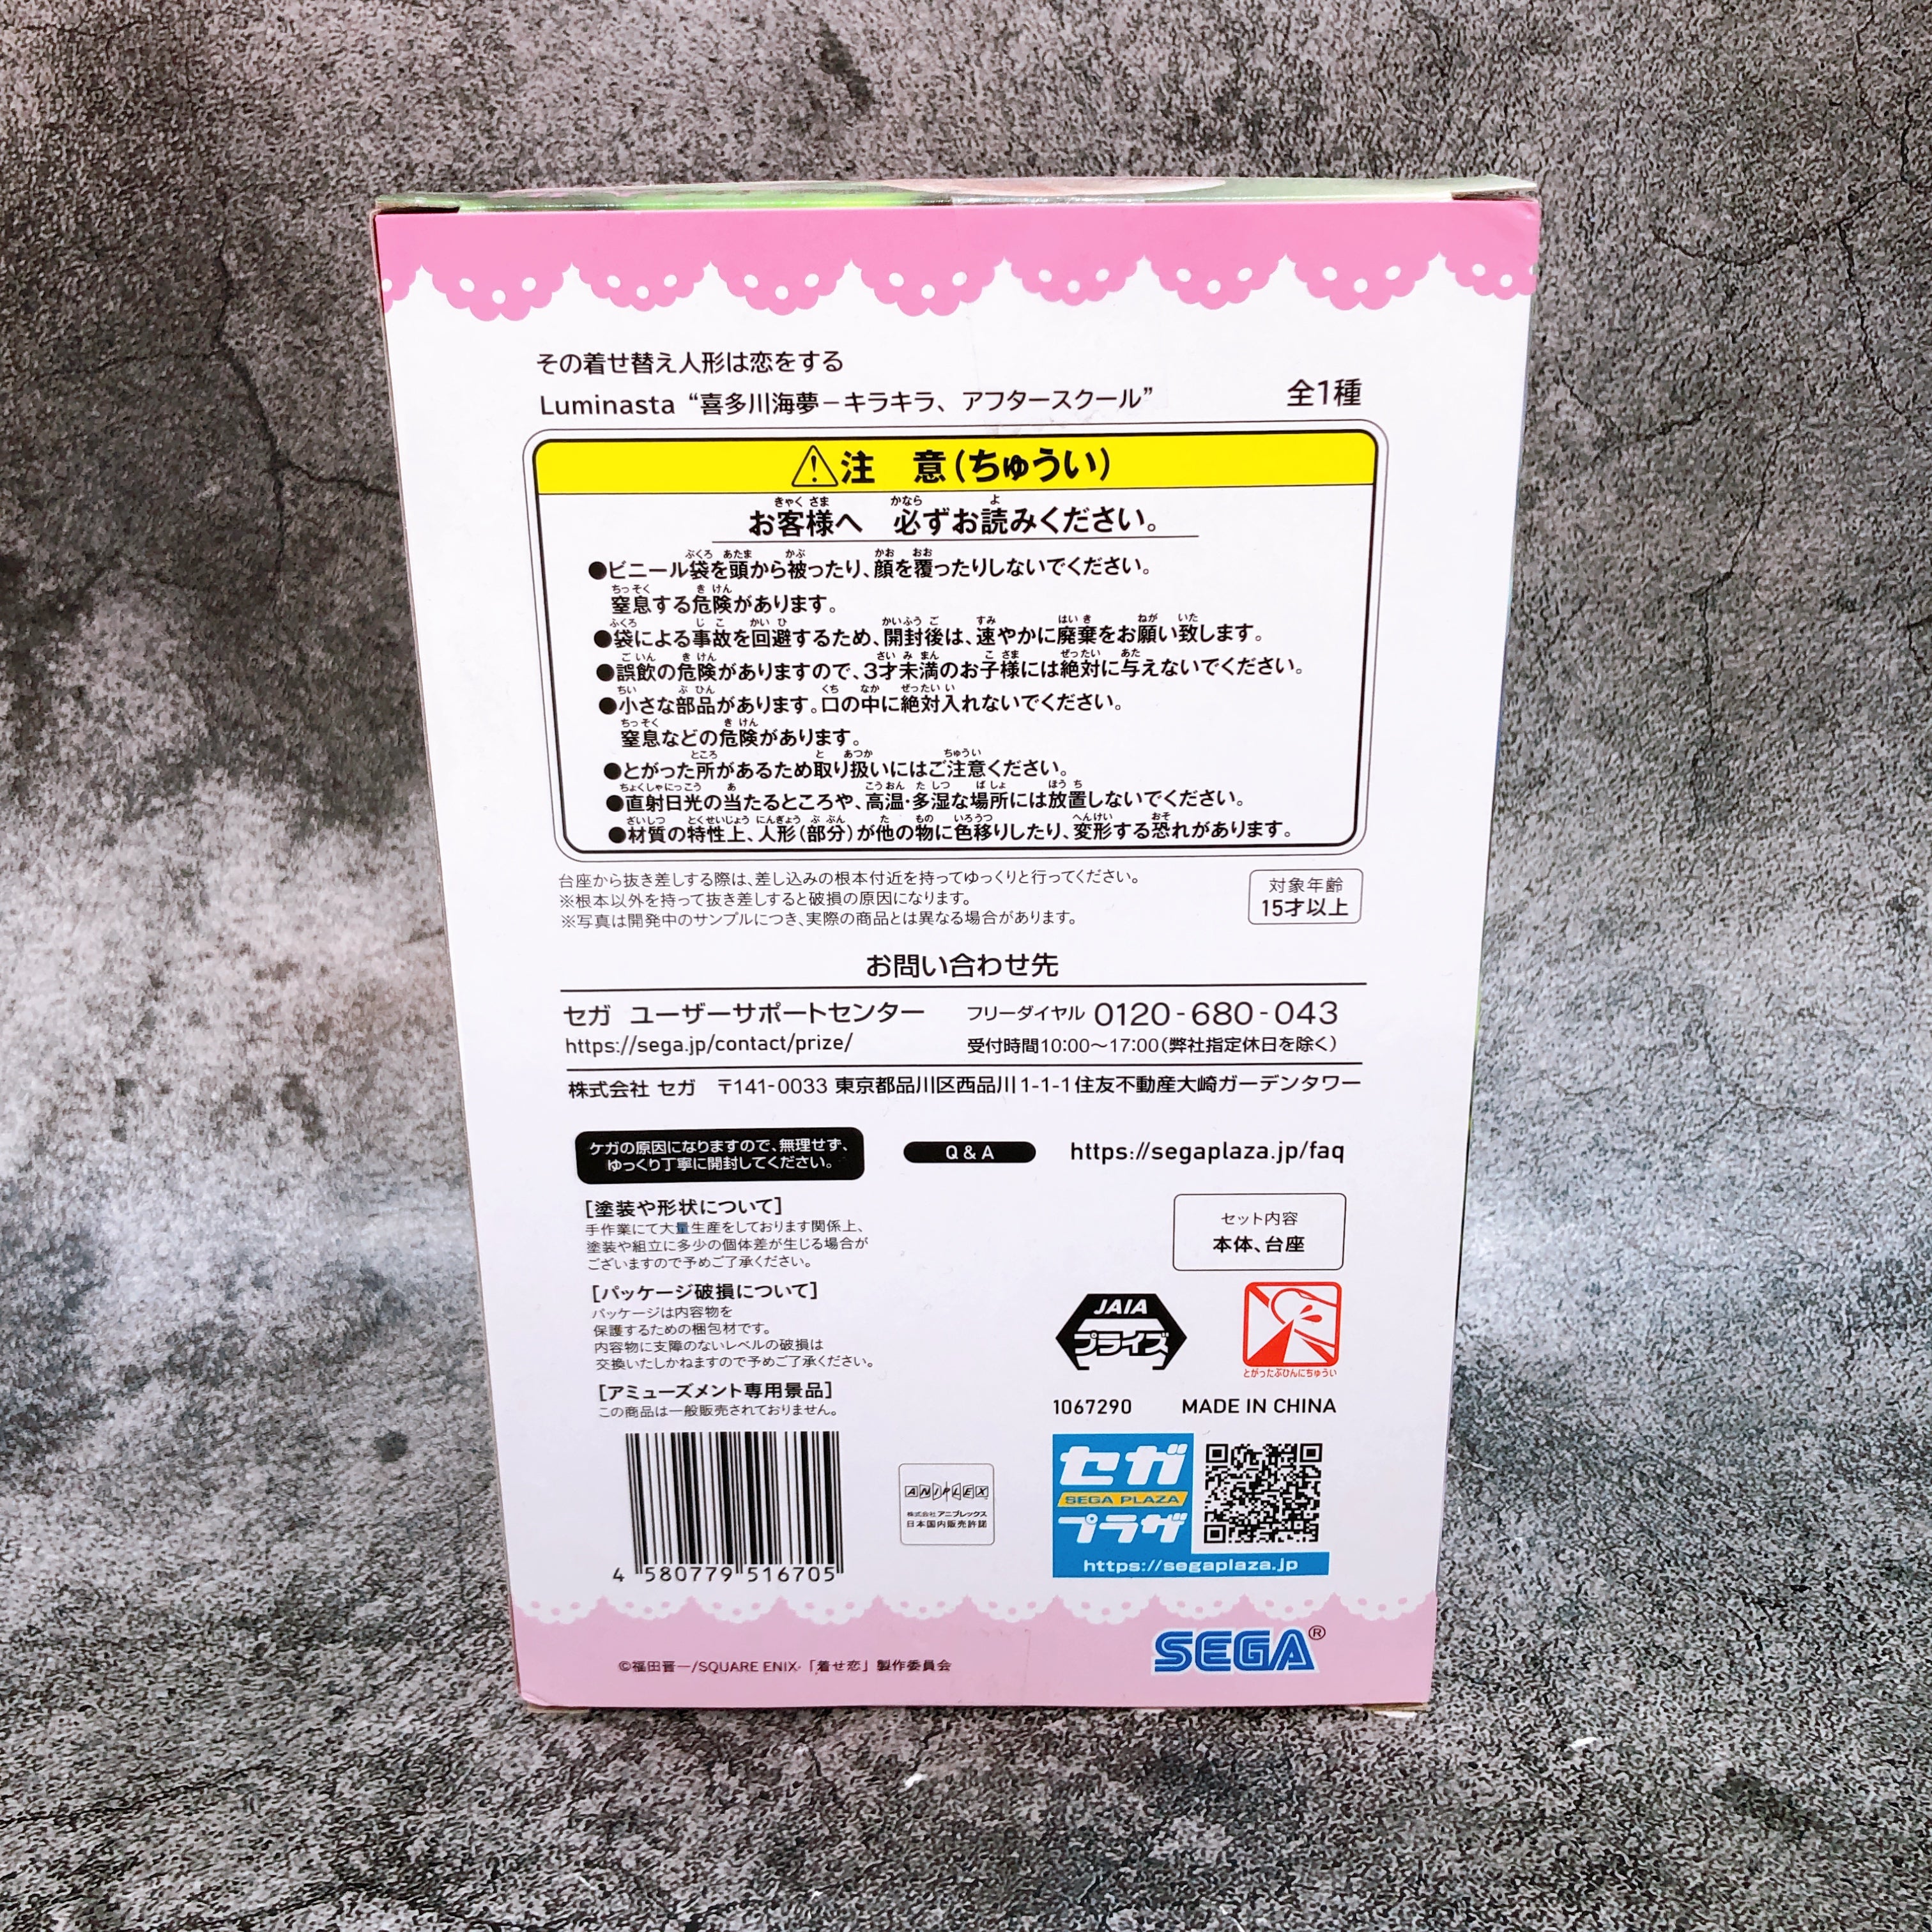 その着せ替え人形は恋をする
Luminasta “喜多川海夢－キラキラ、アフタースクール” 全1種
注 意(ちゅうい)
お客様へ 必ずお読みください。
●ビニール袋を頭から被ったり、顔を覆ったりしないでください。
窒息する危険があります。
●袋による事故を回避するため、開封後は、速やかに廃棄をお願い致します。
●誤飲の危険がありますので、3才未満のお子様には絶対に与えないでください。
●小さな部品があります。口の中に絶対入れないでください。
窒息などの危険があります。
●とがった所があるため取り扱いにはご注意ください。
●直射日光の当たるところや、高温・多湿な場所には放置しないでください。
●材質の特性上、人形(部分)が他の物に色移りしたり、変形する恐れがあります。
台座から抜き差しする際は、差し込みの根本付近を持ってゆっくりと行ってください。
※根本以外を持って抜き差しすると破損の原因になります。
※写真は開発中のサンプルにつき、実際の商品とは異なる場合があります。
対象年齢
15才以上
お問い合わせ先
セガ ユーザーサポートセンター フリーダイヤル 0120-680-043
https://sega.jp/contact/prize/ 受付時間10:00〜17:00(弊社指定休日を除く)
株式会社 セガ 〒141-0033 東京都品川区西品川1-1-1住友不動産大崎ガーデンタワー
ケガの原因になりますので、無理せず、
ゆっくり丁寧に開封してください。
Q&A https://segaplaza.jp/faq
[塗装や形状について]
手作業にて大量生産をしております関係上、
塗装や組立に多少の個体差が生じる場合が
ございますので予めご了承ください。
セット内容
本体、台座
[パッケージ破損について]
パッケージは内容物を
保護するための梱包材です。
内容物に支障のないレベルの破損は
交換いたしかねますので予めご了承ください。
JAIA
プライズ
とがったぶひんにちゅうい
[アミューズメント専用景品]
この商品は一般販売されておりません。
1067290 MADE IN CHINA
4 580779 516705
ANIPLEX
株式会社アニプレックス
日本国内販売許諾
セガ
SEGA PLAZA
プラザ
https://segaplaza.jp
SEGA®
©福田晋一/SQUARE ENIX・「着せ恋」製作委員会